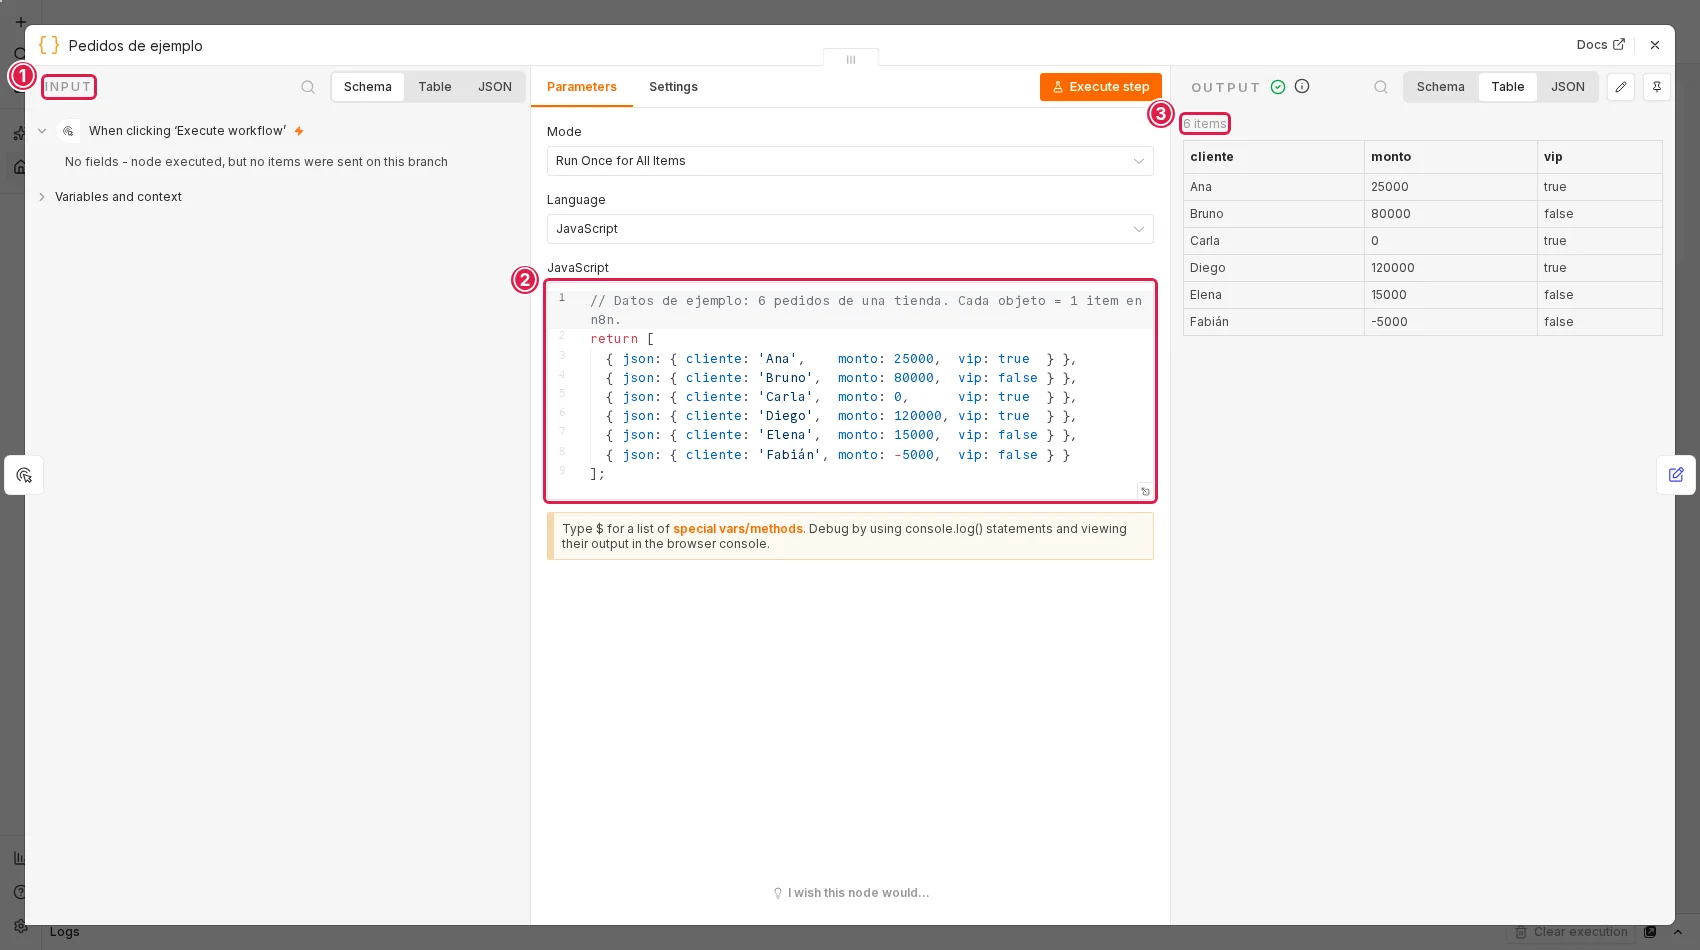 Pedidos de ejemplo
Docs
1
INPUT
Schema
Table
JSON
When clicking ‘Execute workflow’
No fields - node executed, but no items were sent on this branch
Variables and context
Parameters
Settings
Execute step
Mode
Run Once for All Items
Language
JavaScript
JavaScript
2
1 // Datos de ejemplo: 6 pedidos de una tienda. Cada objeto = 1 item en
n8n.
2 return [
3 { json: { cliente: 'Ana', monto: 25000, vip: true } },
4 { json: { cliente: 'Bruno', monto: 80000, vip: false } },
5 { json: { cliente: 'Carla', monto: 0, vip: true } },
6 { json: { cliente: 'Diego', monto: 120000, vip: true } },
7 { json: { cliente: 'Elena', monto: 15000, vip: false } },
8 { json: { cliente: 'Fabián', monto: -5000, vip: false } }
9 ];
Type $ for a list of special vars/methods. Debug by using console.log() statements and viewing
their output in the browser console.
I wish this node would...
OUTPUT
Schema
Table
JSON
3
6 items
cliente monto vip
Ana 25000 true
Bruno 80000 false
Carla 0 true
Diego 120000 true
Elena 15000 false
Fabián -5000 false
Logs
Clear execution